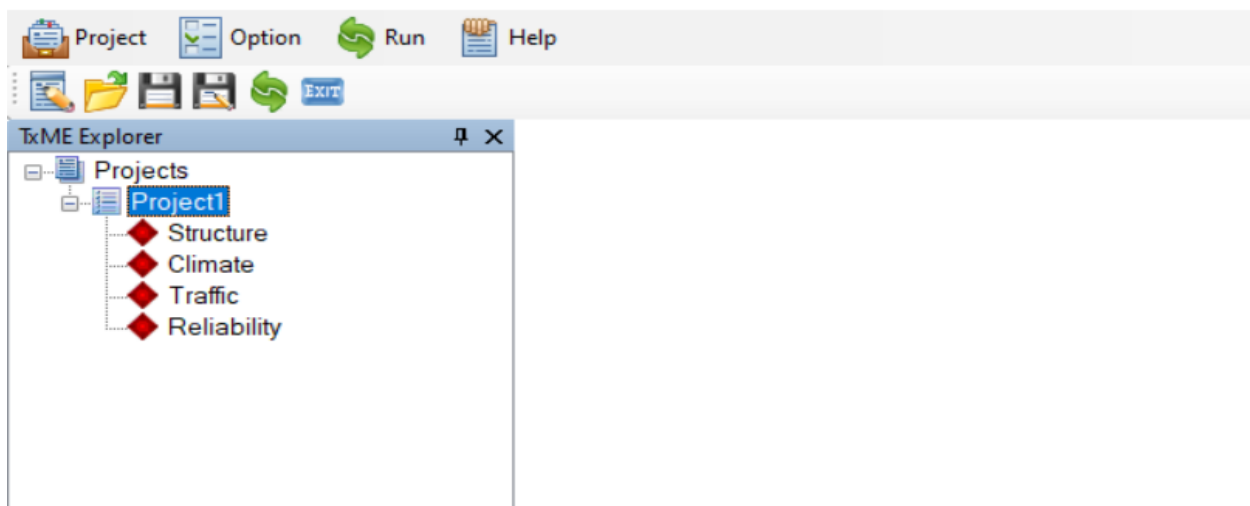 Project Option Run Help
EXIT
TxME Explorer
Projects
Project1
Structure
Climate
Traffic
Reliability